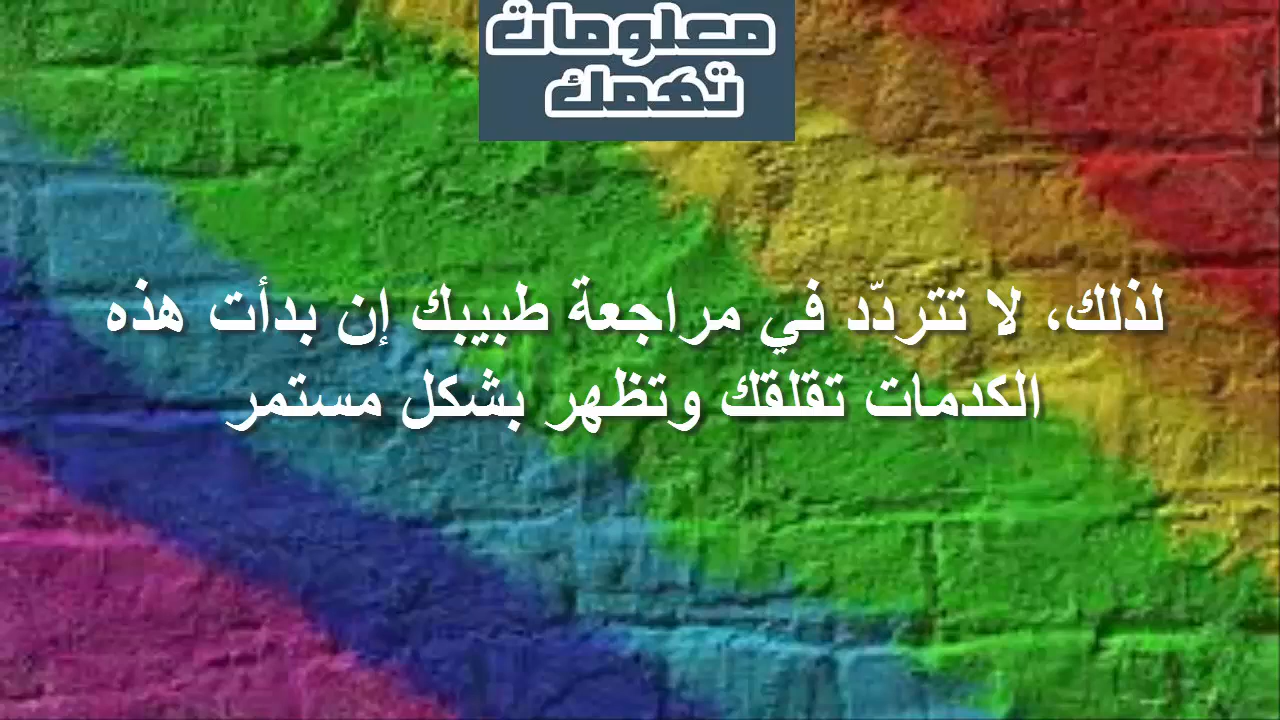 معلومات
تهمك
لذلك، لا تتردّد في مراجعة طبيبك إن بدأت هذه
الكدمات تقلقك وتظهر بشكل مستمر